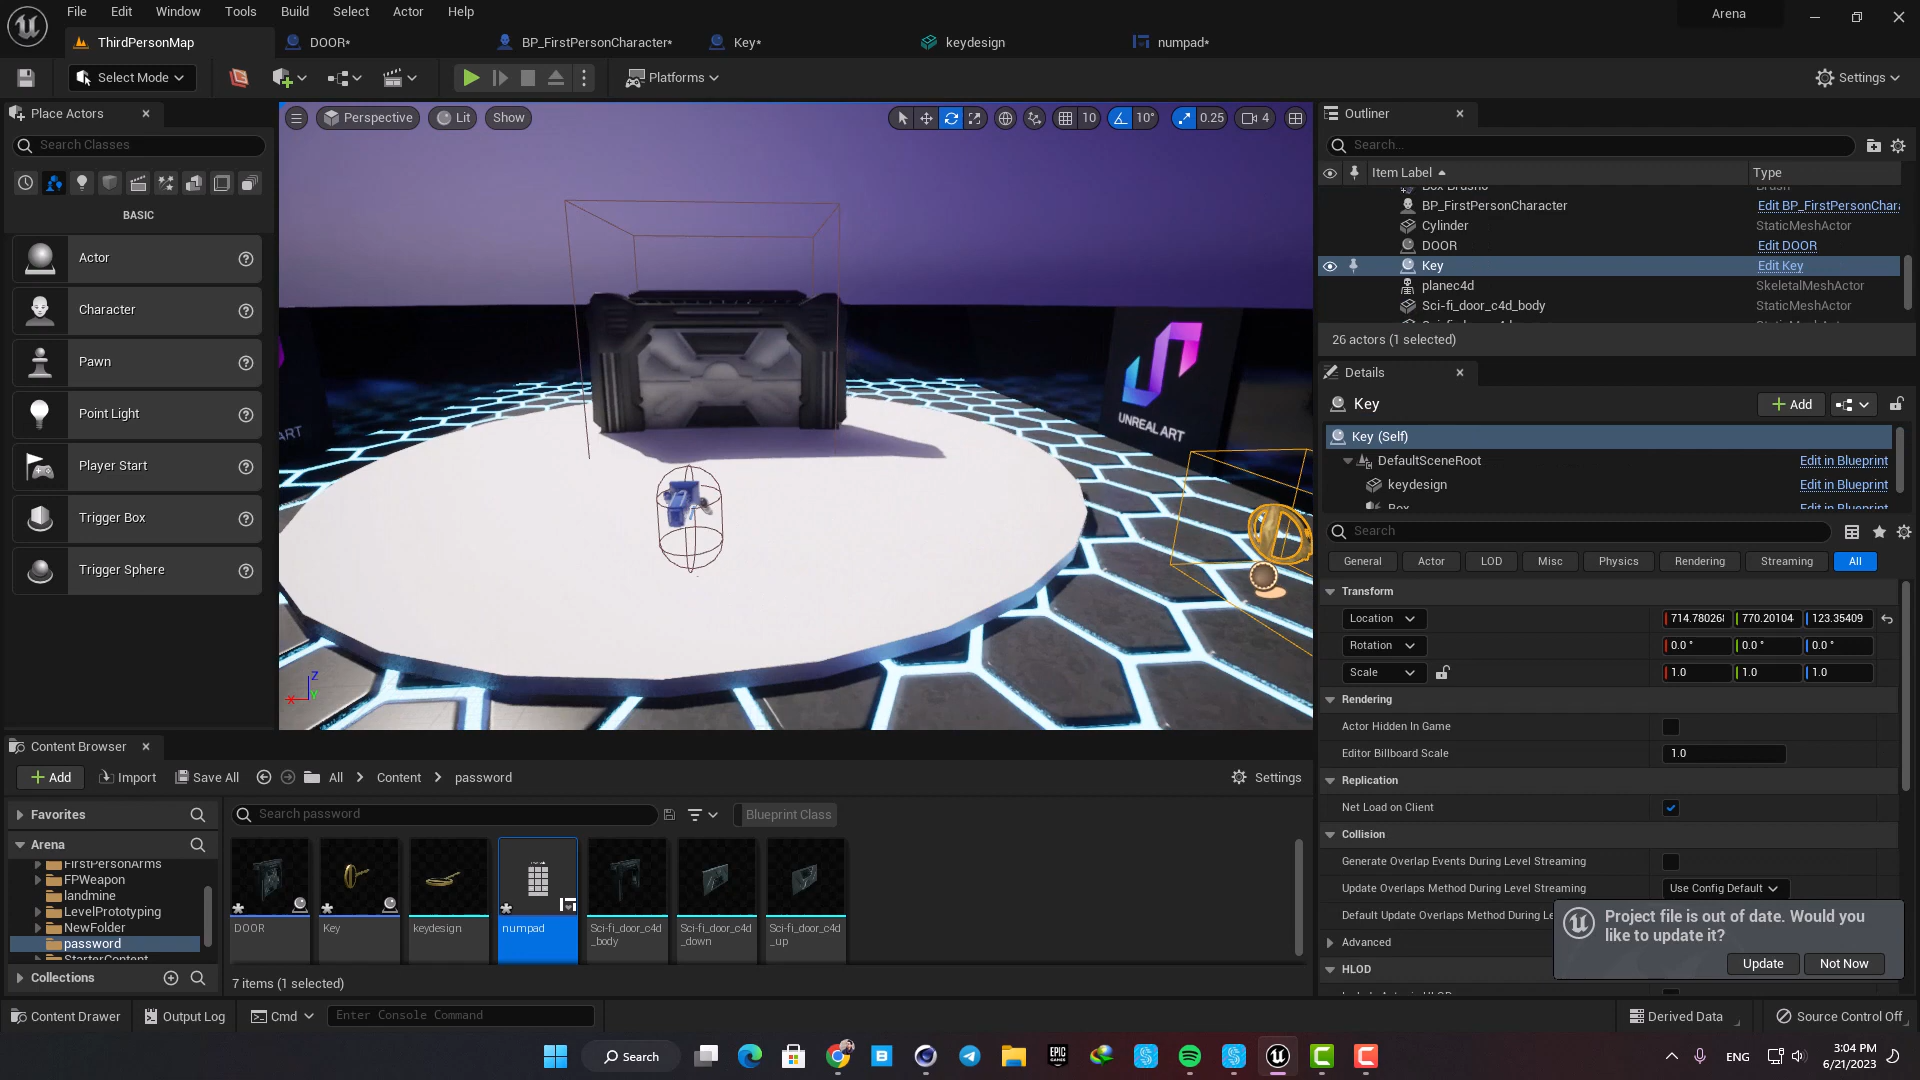 File Edit Window Tools Build Select Actor Help
Arena
ThirdPersonMap DOOR* BP_FirstPersonCharacter* Key* keydesign numpad*
Select Mode Platforms Settings
Place Actors
Search Classes
BASIC
Actor
Character
Pawn
Point Light
Player Start
Trigger Box
Trigger Sphere
Perspective Lit Show 10 10° 0.25 4
UNREAL ART
ART
Z
X
Y
Outliner
Search...
Item Label Type
BP_FirstPersonCharacter Edit BP_FirstPersonChar
Cylinder StaticMeshActor
DOOR Edit DOOR
Key Edit Key
planec4d SkeletalMeshActor
Sci-fi_door_c4d_body StaticMeshActor
26 actors (1 selected)
Details
Key Add
Key (Self)
DefaultSceneRoot Edit in Blueprint
keydesign Edit in Blueprint
Search
General Actor LOD Misc Physics Rendering Streaming All
Transform
Location 714.78026 770.20104 123.35409
Rotation 0.0° 0.0° 0.0°
Scale 1.0 1.0 1.0
Rendering
Actor Hidden In Game
Editor Billboard Scale 1.0
Replication
Net Load on Client
Collision
Generate Overlap Events During Level Streaming
Update Overlaps Method During Level Streaming Use Config Default
Default Update Overlaps Method During Le
Advanced
HLOD
Project file is out of date. Would you
like to update it?
Update Not Now
Content Browser
Add Import Save All All Content password Settings
Favorites
Arena
FirstPersonArms
FPWeapon
landmine
LevelPrototyping
NewFolder
password
StarterContent
Collections
Search password Blueprint Class
DOOR Key keydesign numpad Sci-fi_door_c4d Sci-fi_door_c4d Sci-fi_door_c4d
_body _down _up
7 items (1 selected)
Content Drawer Output Log Cmd Enter Console Command Derived Data Source Control Off
Search
EPIC
GAMES
ENG
3:04 PM
6/21/2023